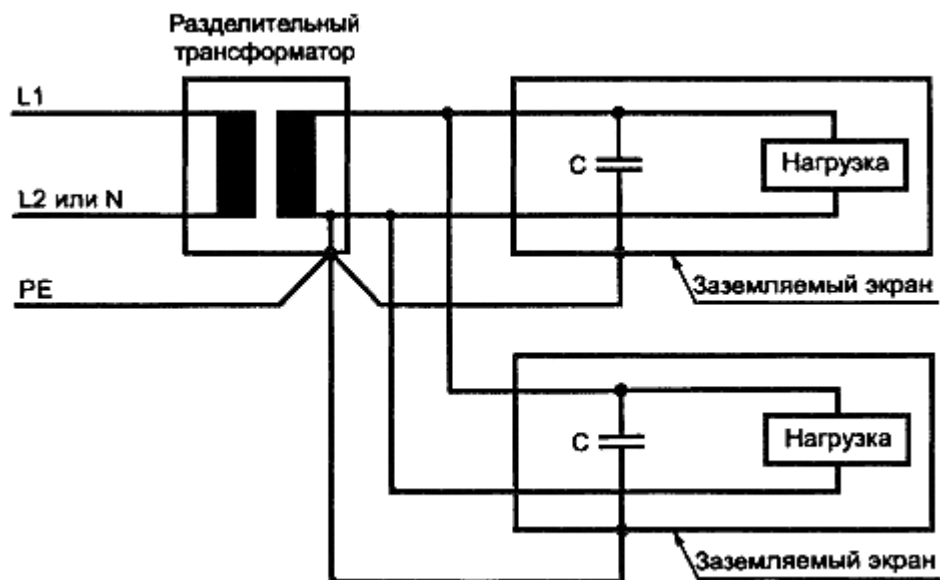 Разделительный
трансформатор
L1
C
Нагрузка
L2 или N
PE
Заземляемый экран
C
Нагрузка
Заземляемый экран